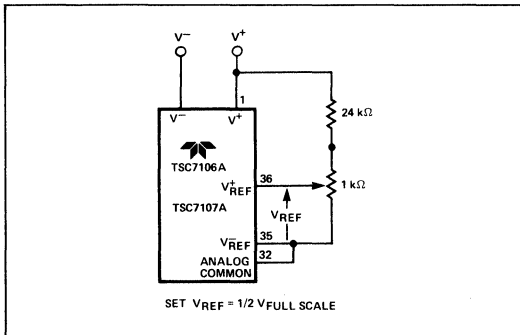 V⁻ V⁺
1
V⁻ V⁺
24 kΩ
TSC7106A
V⁺REF 36
1 kΩ
TSC7107A
VREF
V⁻REF 35
ANALOG COMMON 32
SET VREF = 1/2 VFULL SCALE